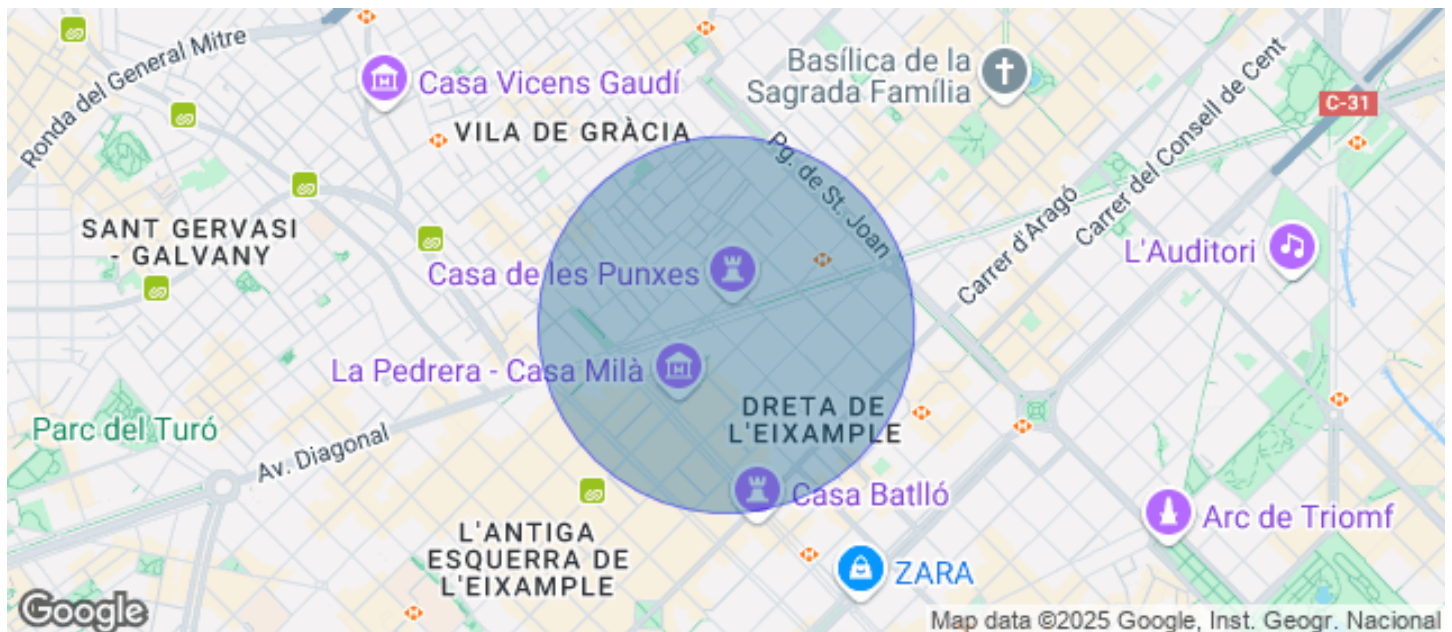 Ronda del General Mitre
Casa Vicens Gaudí
Basílica de la
Sagrada Família
C-31
VILA DE GRÀCIA
Pg. de St. Joan
Carrer del Consell de Cent
Carrer d'Aragó
SANT GERVASI
- GALVANY
L'Auditori
Casa de les Punxes
La Pedrera - Casa Milà
Parc del Turó
Av. Diagonal
DRETA DE
L'EIXAMPLE
Casa Batlló
L'ANTIGA
ESQUERRA DE
L'EIXAMPLE
Arc de Triomf
ZARA
Google
Map data ©2025 Google, Inst. Geogr. Nacional